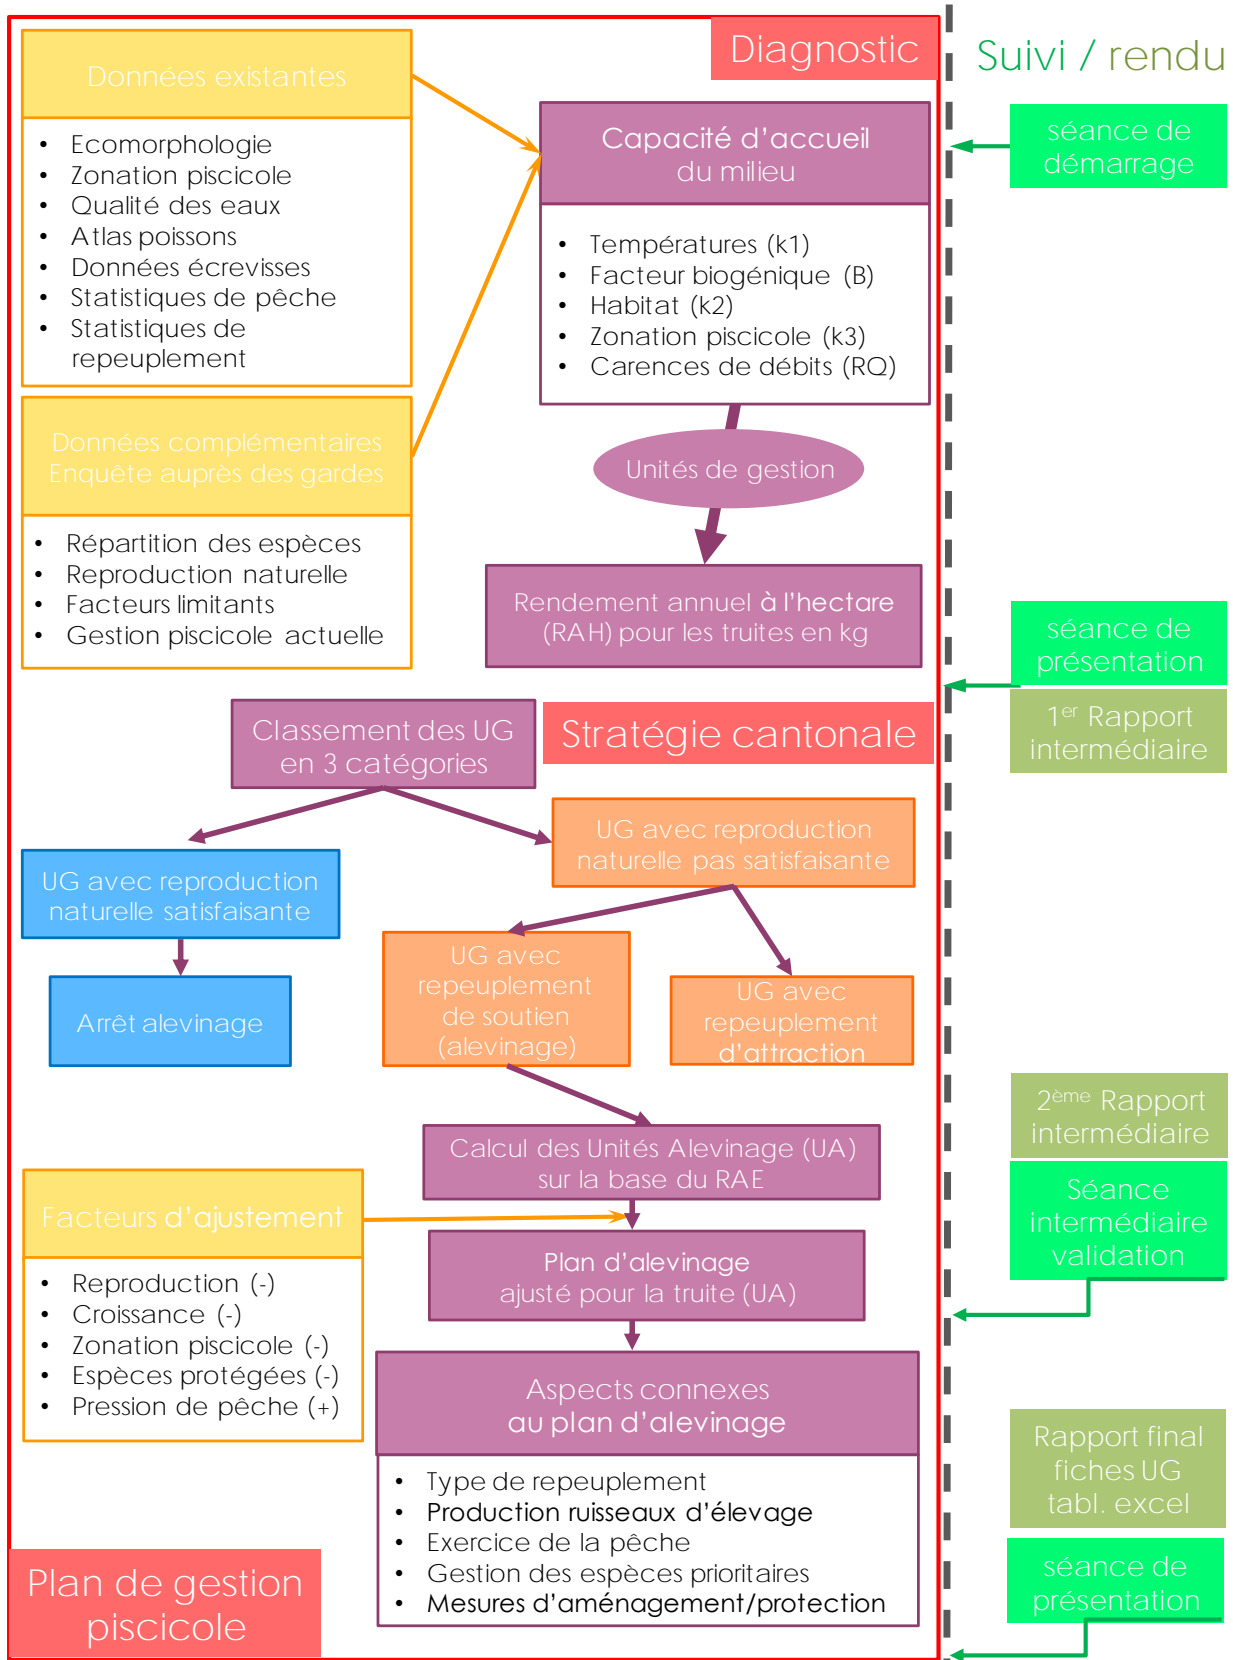 Diagnostic
Suivi / rendu
Données existantes
• Ecomorphologie
• Zonation piscicole
• Qualité des eaux
• Atlas poissons
• Données écrevisses
• Statistiques de pêche
• Statistiques de
repeuplement
Capacité d'accueil
du milieu
• Températures (k1)
• Facteur biogénique (B)
• Habitat (k2)
• Zonation piscicole (k3)
• Carences de débits (RQ)
séance de
démarrage
Données complémentaires
Enquête auprès des gardes
• Répartition des espèces
• Reproduction naturelle
• Facteurs limitants
• Gestion piscicole actuelle
Unités de gestion
Rendement annuel à l'hectare
(RAH) pour les truites en kg
séance de
présentation
1er Rapport
intermédiaire
Classement des UG
en 3 catégories
Stratégie cantonale
UG avec reproduction
naturelle pas satisfaisante
UG avec reproduction
naturelle satisfaisante
Arrêt alevinage
UG avec
repeuplement
de soutien
(alevinage)
UG avec
repeuplement
d'attraction
2ème Rapport
intermédiaire
Séance
intermédiaire
validation
Calcul des Unités Alevinage (UA)
sur la base du RAE
Facteurs d'ajustement
• Reproduction (-)
• Croissance (-)
• Zonation piscicole (-)
• Espèces protégées (-)
• Pression de pêche (+)
Plan d'alevinage
ajusté pour la truite (UA)
Aspects connexes
au plan d'alevinage
• Type de repeuplement
• Production ruisseaux d'élevage
• Exercice de la pêche
• Gestion des espèces prioritaires
• Mesures d'aménagement/protection
Rapport final
fiches UG
tabl. excel
séance de
présentation
Plan de gestion
piscicole